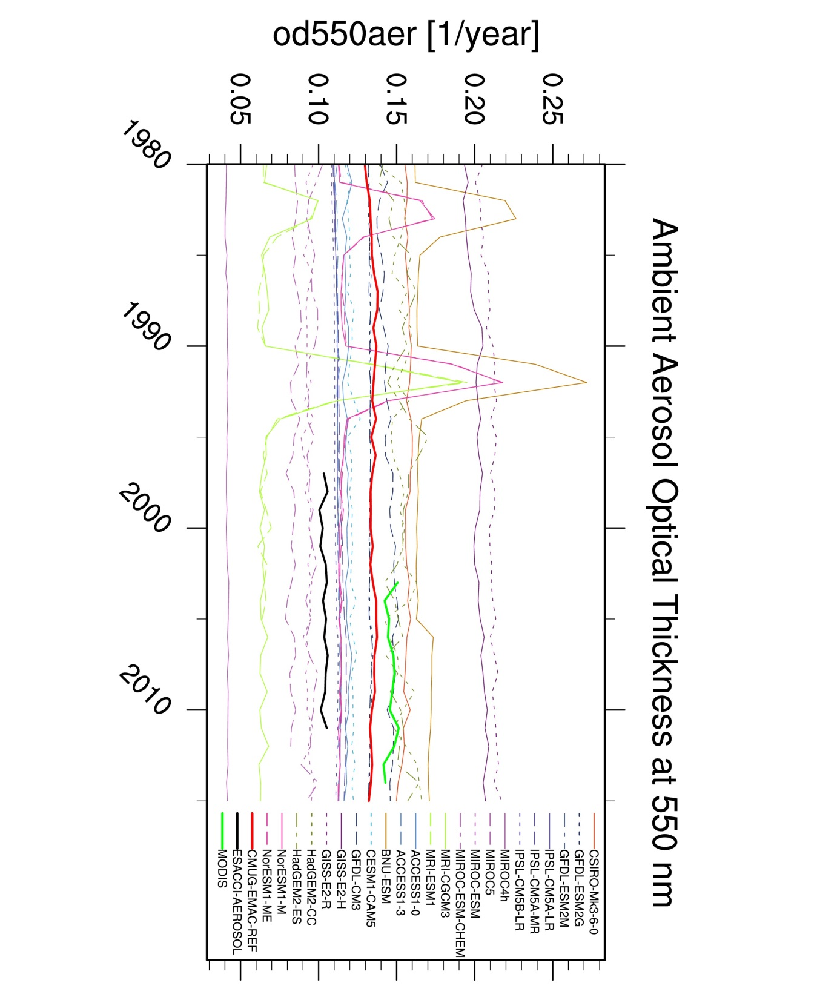 Ambient Aerosol Optical Thickness at 550 nm
od550aer [1/year]
0.25
0.20
0.15
0.10
0.05
1980
1990
2000
2010
CSIRO-Mk3-6-0
GFDL-ESM2G
GFDL-ESM2M
IPSL-CM5A-LR
IPSL-CM5A-MR
IPSL-CM5B-LR
MIROC4h
MIROC5
MIROC-ESM
MIROC-ESM-CHEM
MRI-CGCM3
MRI-ESM1
ACCESS1-0
ACCESS1-3
BNU-ESM
CESM1-CAM5
GFDL-CM3
GISS-E2-H
GISS-E2-R
HadGEM2-CC
HadGEM2-ES
NorESM1-M
NorESM1-ME
CMUG-EMAC-REF
ESACCI-AEROSOL
MODIS